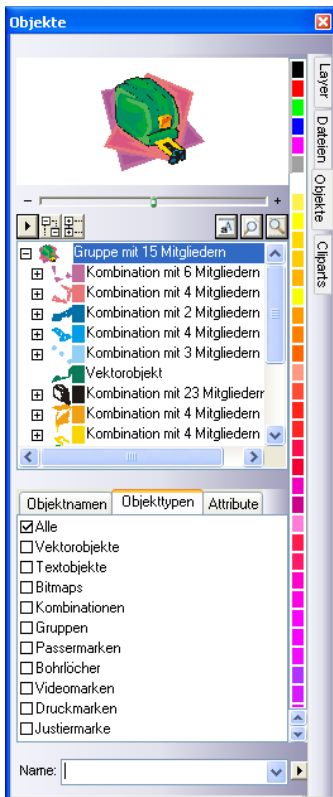 Objekte
Layer
Dateien
Objekte
Cliparts
Gruppe mit 15 Mitgliedern
Kombination mit 6 Mitgliedern
Kombination mit 4 Mitgliedern
Kombination mit 2 Mitgliedern
Kombination mit 4 Mitgliedern
Kombination mit 3 Mitgliedern
Vektorobjekt
Kombination mit 23 Mitgliedern
Kombination mit 4 Mitgliedern
Kombination mit 4 Mitgliedern
Objektnamen Objekttypen Attribute
Alle
Vektorobjekte
Textobjekte
Bitmaps
Kombinationen
Gruppen
Passermarken
Bohrlöcher
Videomarken
Druckmarken
Justiermarke
Name: